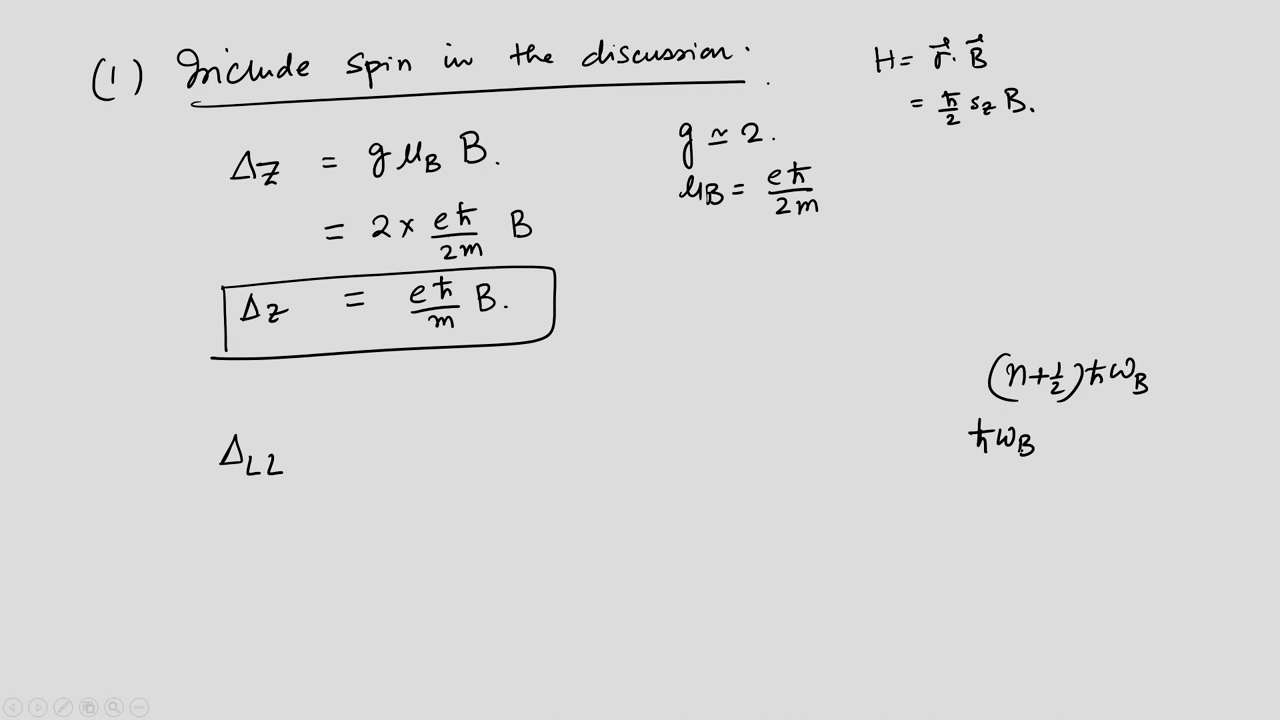 (1) Include spin in the discussion.
H = σ⃗. B⃗
= ħ/2 s_z B.
Δ_Z = g μ_B B.
g ≃ 2.
μ_B = eħ/2m
= 2 × eħ/2m B
Δ_Z = eħ/m B.
(n+1/2)ħω_B
ħω_B
Δ_LL